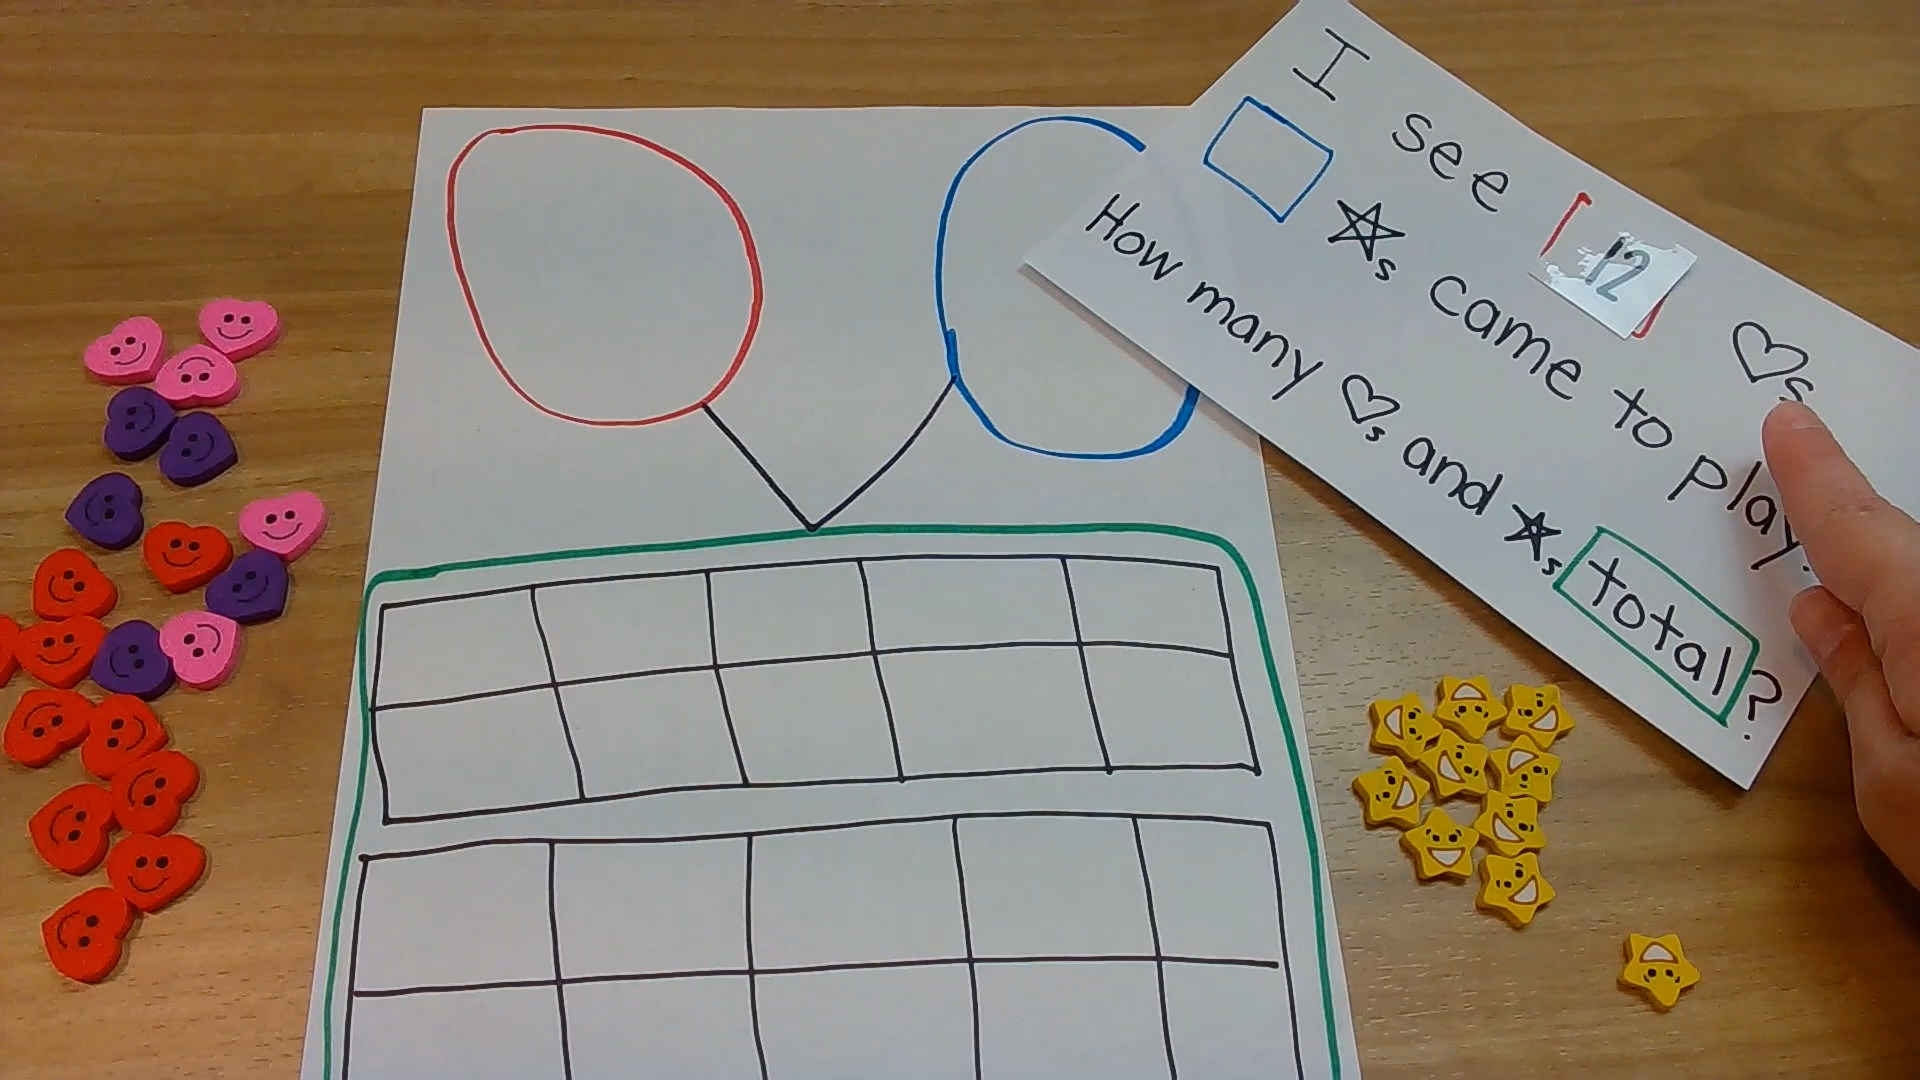 I see 12 ♡s
☐ ☆s came to play.
How many ♡s and ☆s total?